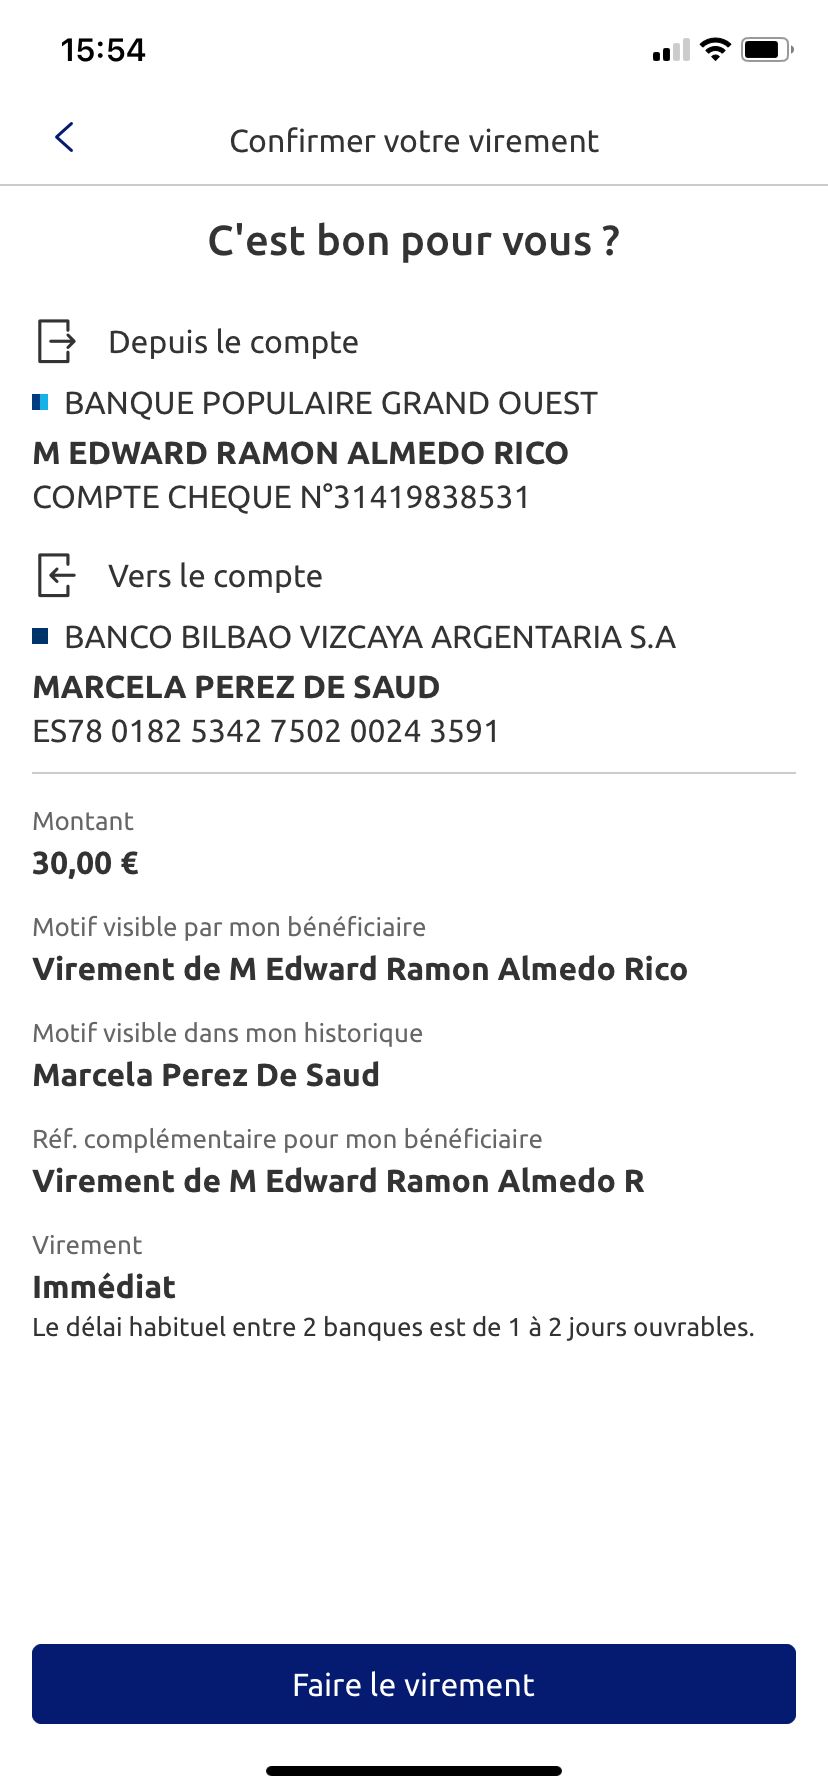 15:54
Confirmer votre virement
C'est bon pour vous ?
Depuis le compte
BANQUE POPULAIRE GRAND OUEST
M EDWARD RAMON ALMEDO RICO
COMPTE CHEQUE N°31419838531
Vers le compte
BANCO BILBAO VIZCAYA ARGENTARIA S.A
MARCELA PEREZ DE SAUD
ES78 0182 5342 7502 0024 3591
Montant
30,00 €
Motif visible par mon bénéficiaire
Virement de M Edward Ramon Almedo Rico
Motif visible dans mon historique
Marcela Perez De Saud
Réf. complémentaire pour mon bénéficiaire
Virement de M Edward Ramon Almedo R
Virement
Immédiat
Le délai habituel entre 2 banques est de 1 à 2 jours ouvrables.
Faire le virement